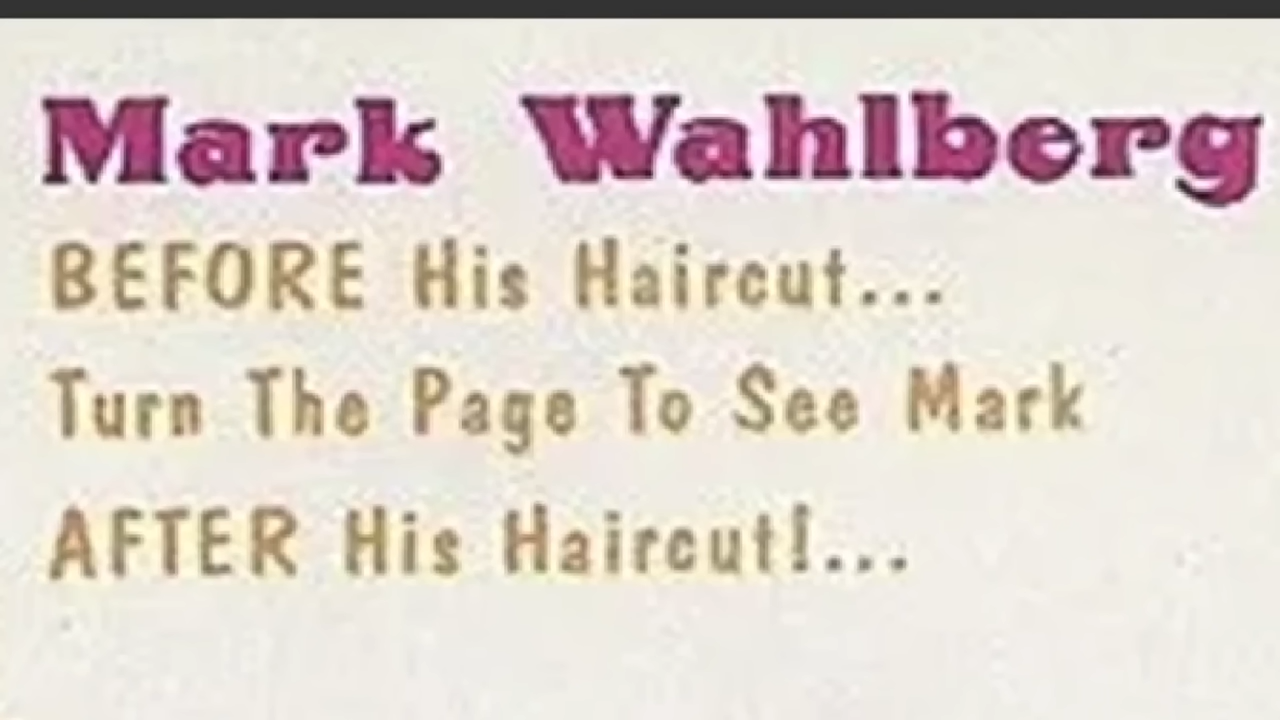 Mark Wahlberg
BEFORE His Haircut...
Turn The Page To See Mark
AFTER His Haircut!...